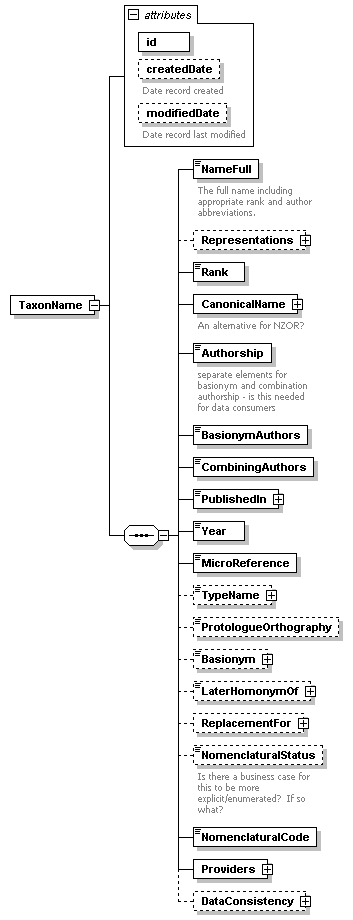 attributes
id
createdDate
Date record created
modifiedDate
Date record last modified
TaxonName
NameFull
The full name including
appropriate rank and author
abbreviations.
Representations
Rank
CanonicalName
An alternative for NZOR?
Authorship
separate elements for
basionym and combination
authorship - is this needed
for data consumers
BasionymAuthors
CombiningAuthors
PublishedIn
Year
MicroReference
TypeName
ProtologueOrthography
Basionym
LaterHomonymOf
ReplacementFor
NomenclaturalStatus
Is there a business case for
this to be more
explicit/enumerated? If so
what?
NomenclaturalCode
Providers
DataConsistency